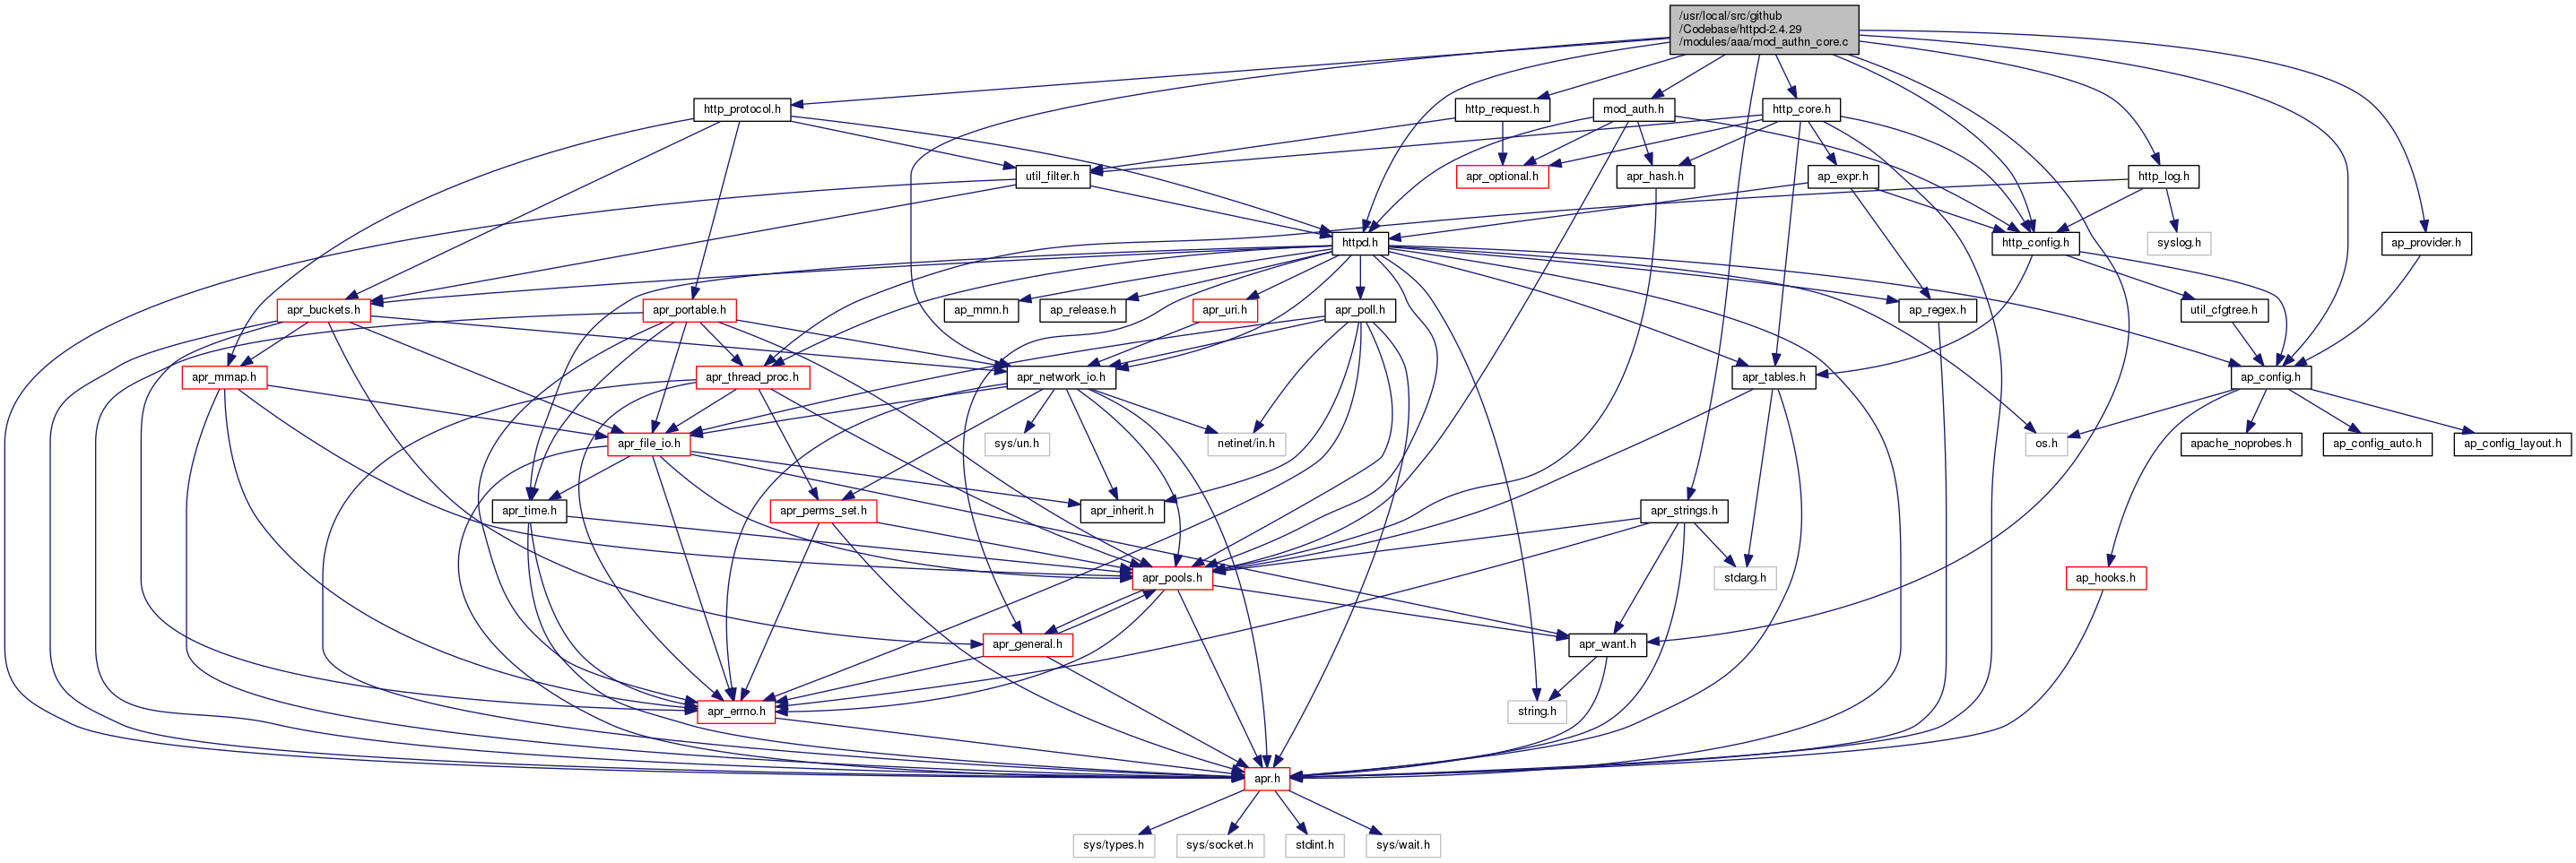 /usr/local/src/github
/Codebase/httpd-2.4.29
/modules/aaa/mod_authn_core.c
http_protocol.h
http_request.h
mod_auth.h
http_core.h
util_filter.h
apr_optional.h
apr_hash.h
ap_expr.h
http_log.h
httpd.h
http_config.h
syslog.h
ap_provider.h
apr_buckets.h
apr_portable.h
ap_mmn.h
ap_release.h
apr_uri.h
apr_poll.h
ap_regex.h
util_cfgtree.h
apr_mmap.h
apr_thread_proc.h
apr_network_io.h
apr_tables.h
ap_config.h
apr_file_io.h
sys/un.h
netinet/in.h
os.h
apache_noprobes.h
ap_config_auto.h
ap_config_layout.h
apr_time.h
apr_perms_set.h
apr_inherit.h
apr_strings.h
apr_pools.h
stdarg.h
ap_hooks.h
apr_general.h
apr_want.h
apr_errno.h
string.h
apr.h
sys/types.h
sys/socket.h
stdint.h
sys/wait.h